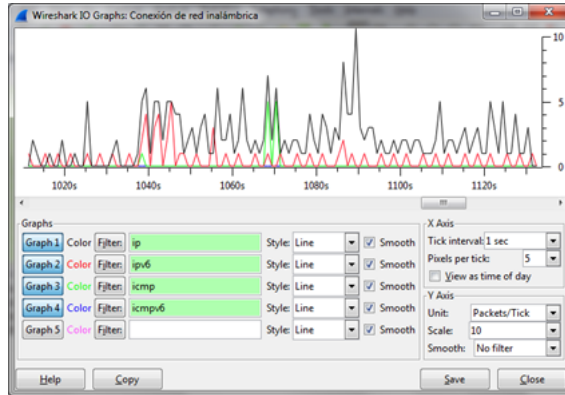 Wireshark IO Graphs: Conexión de red inalámbrica
10
5
0
1020s 1040s 1060s 1080s 1100s 1120s
Graphs
Graph 1 Color Filter: ip Style: Line Smooth
Graph 2 Color Filter: ipv6 Style: Line Smooth
Graph 3 Color Filter: icmp Style: Line Smooth
Graph 4 Color Filter: icmpv6 Style: Line Smooth
Graph 5 Color Filter: Style: Line Smooth
X Axis
Tick interval: 1 sec
Pixels per tick: 5
View as time of day
Y Axis
Unit: Packets/Tick
Scale: 10
Smooth: No filter
Help Copy Save Close